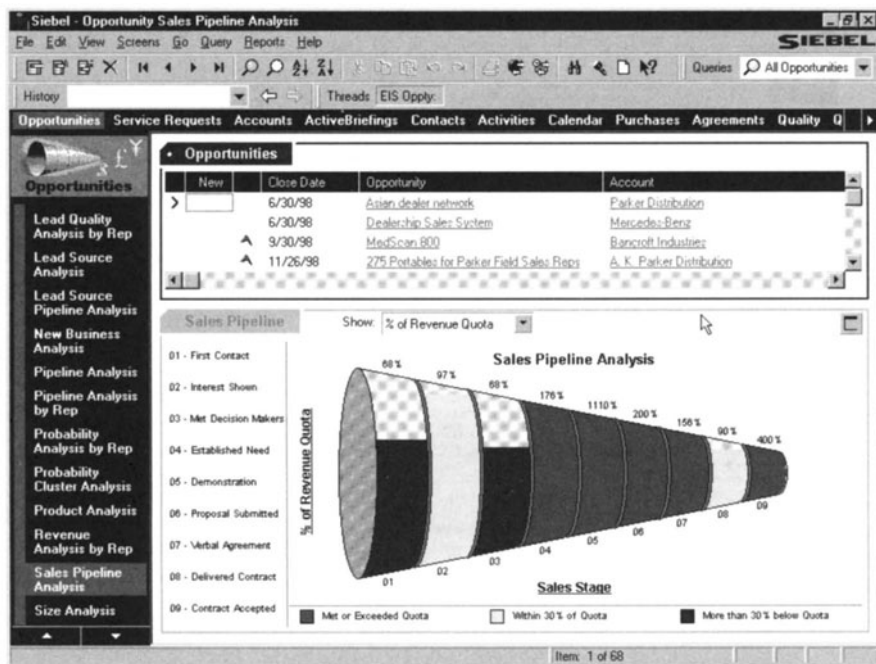 Siebel - Opportunity Sales Pipeline Analysis
File Edit View Screens Go Query Reports Help
SIEBEL
Queries: All Opportunities
History Threads EIS Oppty:
Opportunities Service Requests Accounts ActiveBriefings Contacts Activities Calendar Purchases Agreements Quality Q
£ ¥
Opportunities
Lead Quality
Analysis by Rep
Lead Source
Analysis
Lead Source
Pipeline Analysis
New Business
Analysis
Pipeline Analysis
Pipeline Analysis
by Rep
Probability
Analysis by Rep
Probability
Cluster Analysis
Product Analysis
Revenue
Analysis by Rep
Sales Pipeline
Analysis
Size Analysis
Opportunities
New Close Date Opportunity Account
6/30/98 Asian dealer network Parker Distribution
6/30/98 Dealership Sales System Mercedes-Benz
9/30/98 MedScan 800 Bancroft Industries
11/26/98 275 Portables for Parker Field Sales Reps A. K. Parker Distribution
Sales Pipeline
Show: % of Revenue Quota
01 - First Contact
02 - Interest Shown
03 - Met Decision Makers
04 - Established Need
05 - Demonstration
06 - Proposal Submitted
07 - Verbal Agreement
08 - Delivered Contract
09 - Contract Accepted
Sales Pipeline Analysis
68% 97% 68% 176% 1110% 200% 156% 90% 400%
% of Revenue Quota
01 02 03 04 05 06 07 08 09
Sales Stage
Met or Exceeded Quota Within 30% of Quota More than 30% below Quota
Item: 1 of 68